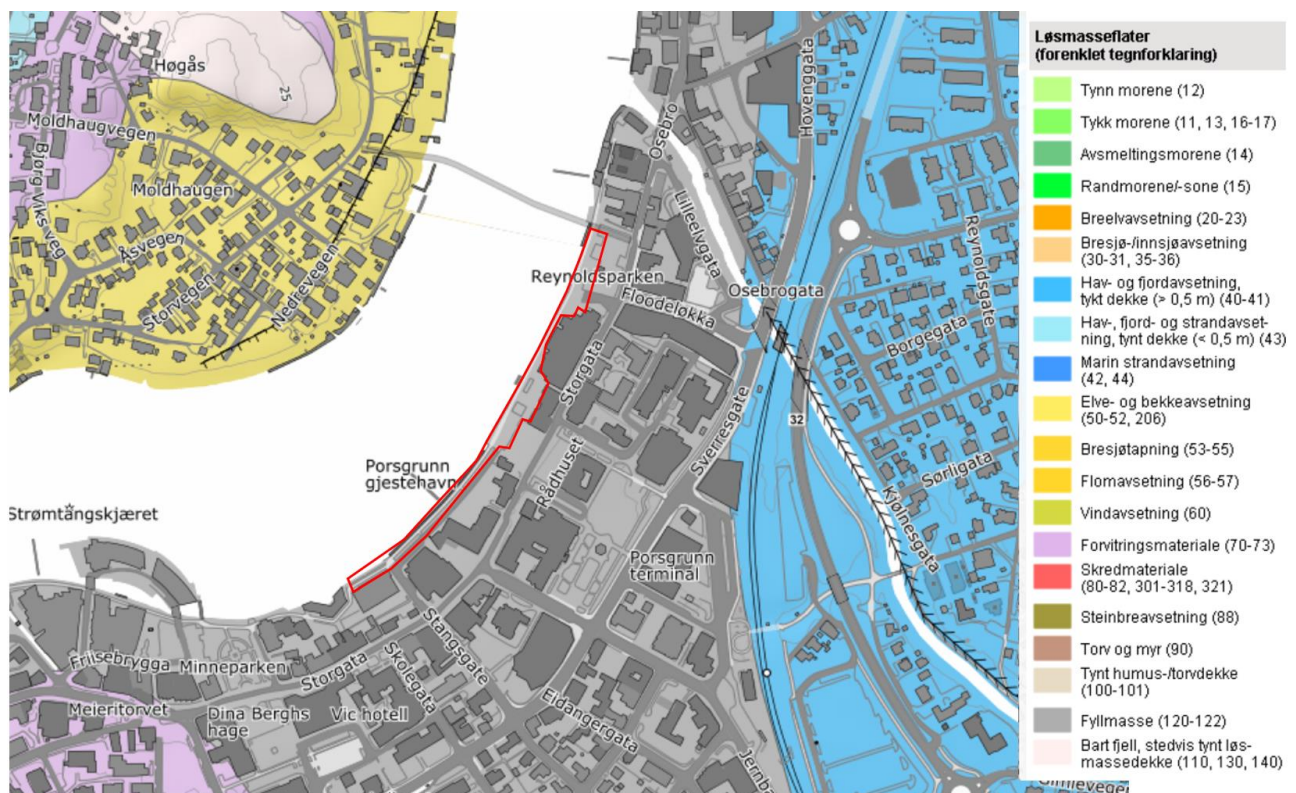 Høgås
25
Moldhaugvegen
Bjørg Viks veg
Moldhaugen
Åsvegen
Storvegen
Nedrevegen
Osebro
Hovenggata
Lilleelvgata
Reynoldsparken
Floodeløkka
Osebrogata
Reynoldsgate
Borgegata
Storgata
Sverresgate
32
Sørligata
Kjølnesgata
Rådhuset
Porsgrunn
gjestehavn
Strømtångskjæret
Porsgrunn
terminal
Friisebrygga
Minneparken
Storgata
Stangsgate
Skolegata
Meieritorvet
Dina Berghs
hage
Vic hotell
Eldangergata
Løsmasseflater
(forenklet tegnforklaring)
Tynn morene (12)
Tykk morene (11, 13, 16-17)
Avsmeltingsmorene (14)
Randmorene/-sone (15)
Breelvavsetning (20-23)
Bresjø-/innsjøavsetning
(30-31, 35-36)
Hav- og fjordavsetning,
tykt dekke (> 0,5 m) (40-41)
Hav-, fjord- og strandavset-
ning, tynt dekke (< 0,5 m) (43)
Marin strandavsetning
(42, 44)
Elve- og bekkeavsetning
(50-52, 206)
Bresjøtapning (53-55)
Flomavsetning (56-57)
Vindavsetning (60)
Forvitringsmateriale (70-73)
Skredmateriale
(80-82, 301-318, 321)
Steinbreavsetning (88)
Torv og myr (90)
Tynt humus-/torvdekke
(100-101)
Fyllmasse (120-122)
Bart fjell, stedvis tynt løs-
massedekke (110, 130, 140)